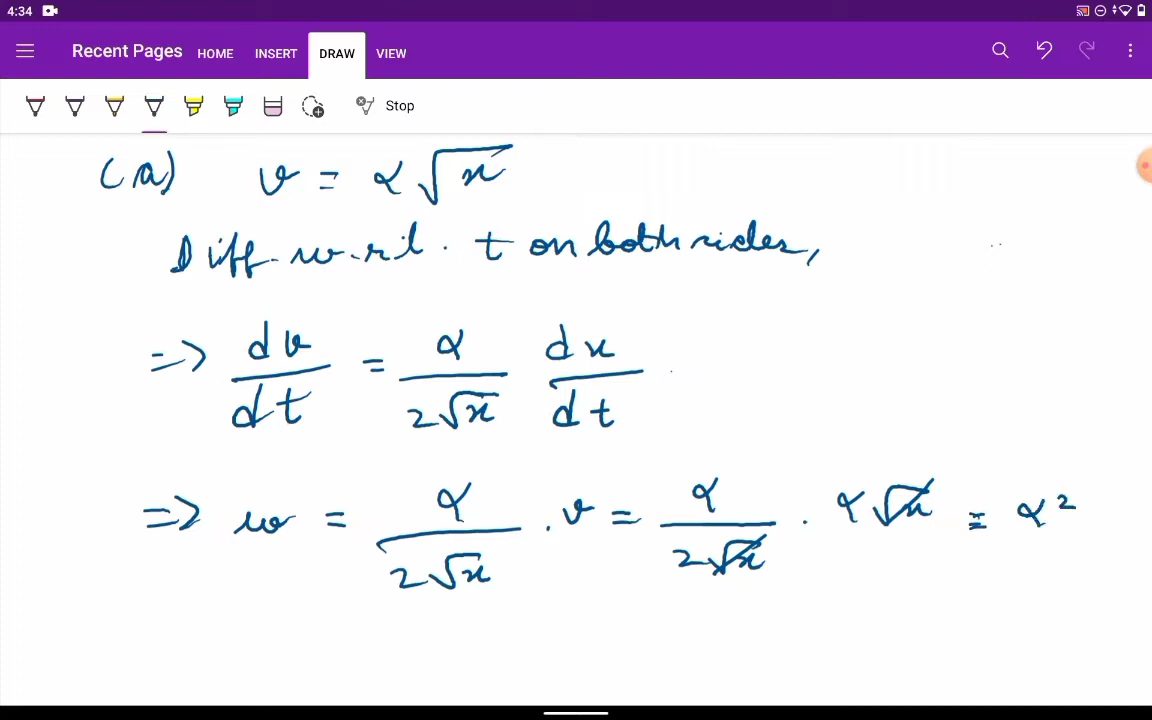 4:34
Recent Pages HOME INSERT DRAW VIEW
Stop
(a) v = α√x
Diff. w.r.t. t on both sides,
=> dv/dt = α/2√x dx/dt
=> w = α/2√x . v = α/2√x . α√x = α²